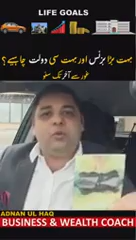 LIFE GOALS
بہت بڑا بزنس اور بہت سی دولت چاہیے ؟
غور سے آخر تک سنو
ADNAN UL HAQ
BUSINESS & WEALTH COACH